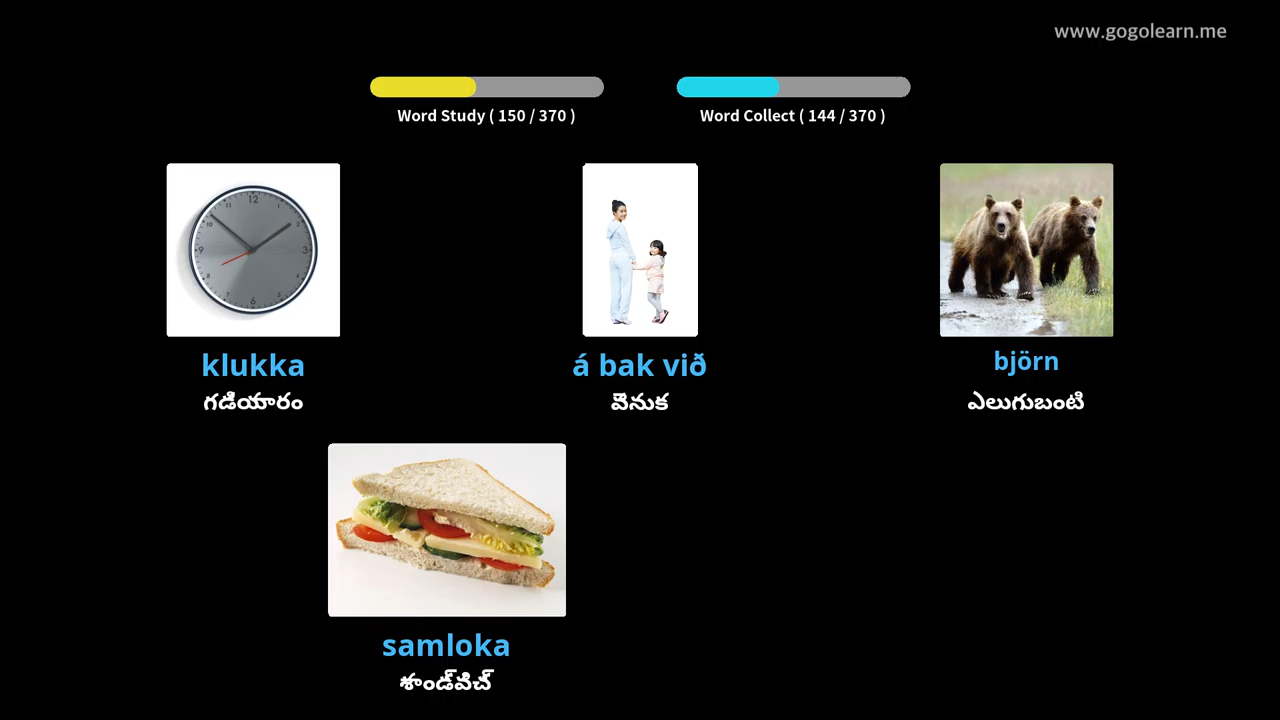 www.gogolearn.me
Word Study ( 150 / 370 )
Word Collect ( 144 / 370 )
klukka
గడియారం
á bak við
వెనుక
björn
ఎలుగుబంటి
samloka
శాండ్‌విచ్